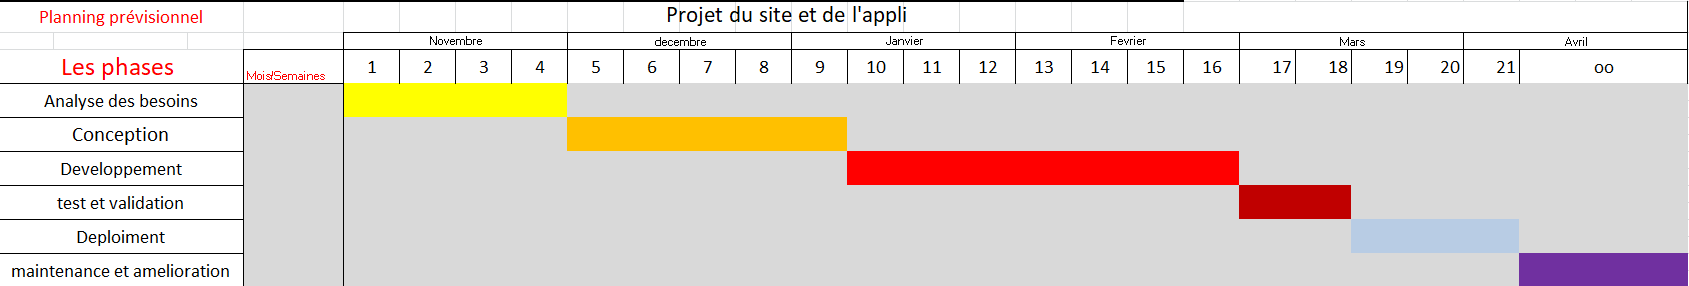 Planning prévisionnel Projet du site et de l'appli
Novembre decembre Janvier Fevrier Mars Avril
Les phases Mois/Semaines 1 2 3 4 5 6 7 8 9 10 11 12 13 14 15 16 17 18 19 20 21 oo
Analyse des besoins
Conception
Developpement
test et validation
Deploiment
maintenance et amelioration